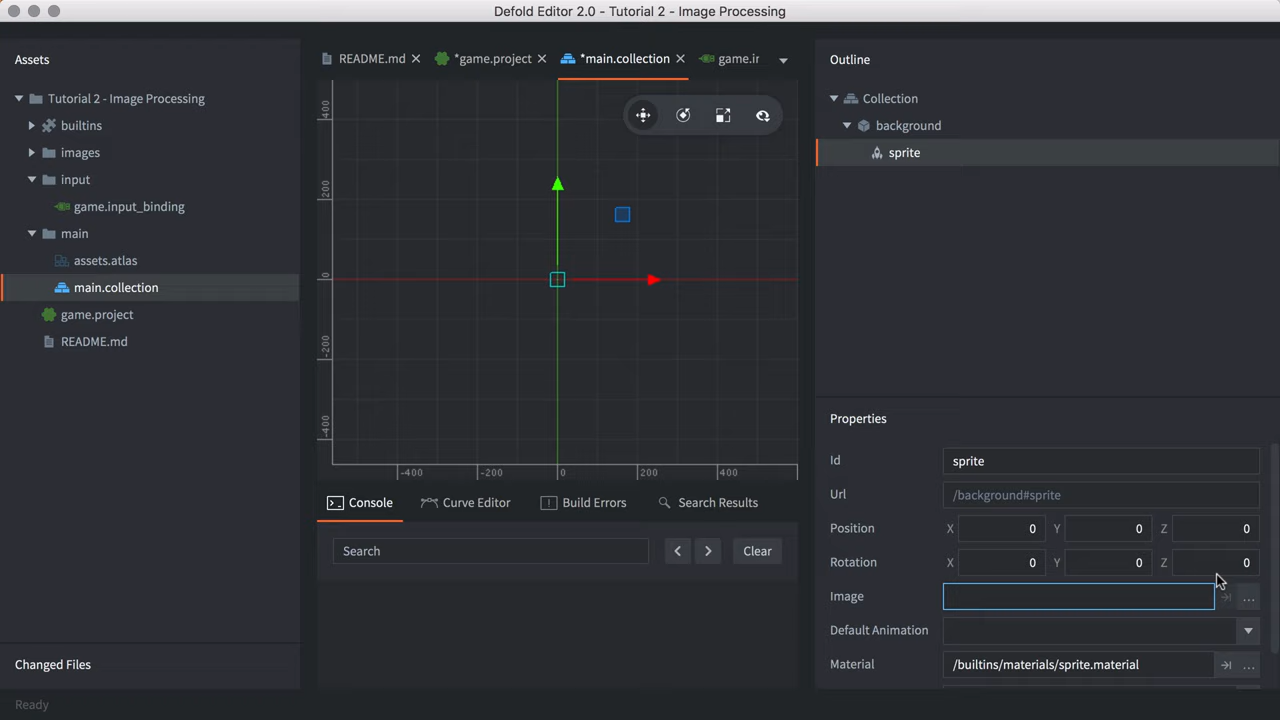 Defold Editor 2.0 - Tutorial 2 - Image Processing
Assets
Tutorial 2 - Image Processing
builtins
images
input
game.input_binding
main
assets.atlas
main.collection
game.project
README.md
Changed Files
Ready
README.md
*game.project
*main.collection
game.ir
400
200
0
-200
-400
-400
-200
0
200
400
Console
Curve Editor
Build Errors
Search Results
Search
Clear
Outline
Collection
background
sprite
Properties
Id sprite
Url /background#sprite
Position X 0 Y 0 Z 0
Rotation X 0 Y 0 Z 0
Image ...
Default Animation
Material /builtins/materials/sprite.material ...